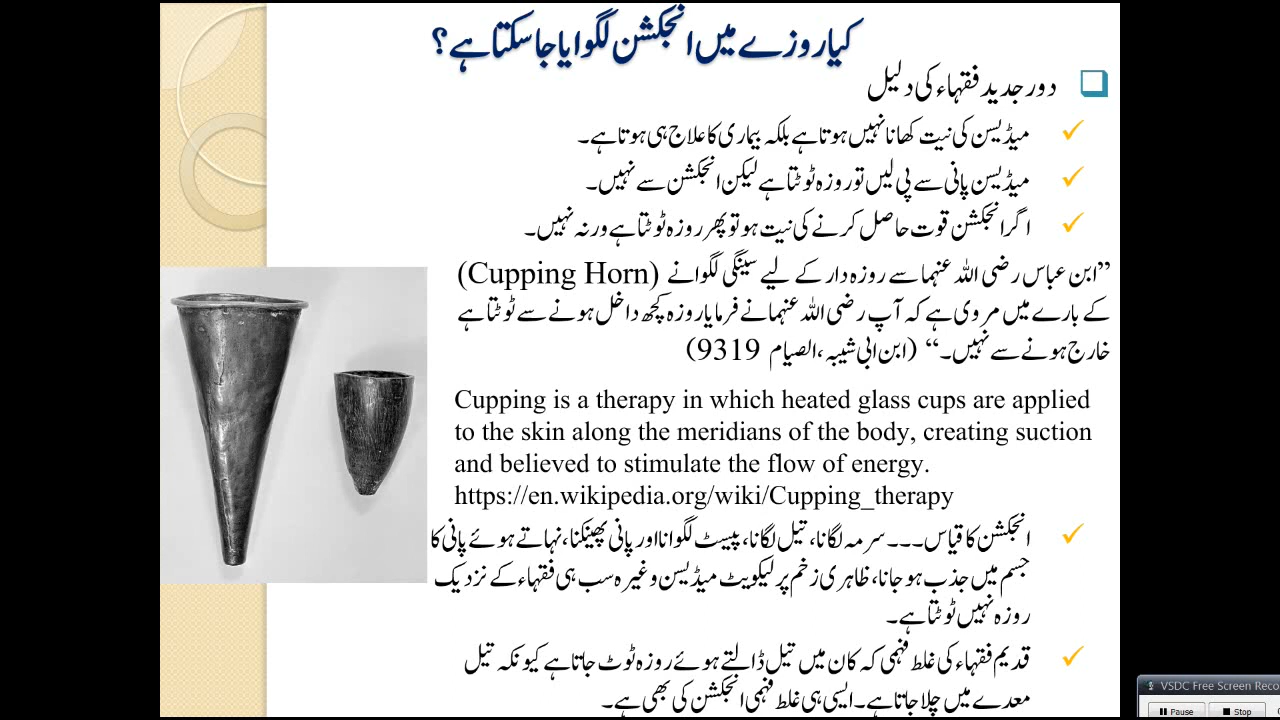 کیا روزے میں انجکشن لگوایا جا سکتا ہے؟
دور جدید فقہاء کی دلیل
میڈیسن کی نیت کھانا نہیں ہوتا ہے بلکہ بیماری کا علاج ہی ہوتا ہے۔
میڈیسن پانی سے پی لیں تو روزہ ٹوٹتا ہے لیکن انجکشن سے نہیں۔
اگر انجکشن قوت حاصل کرنے کی نیت ہو تو پھر روزہ ٹوٹتا ہے ورنہ نہیں۔
”ابن عباس رضی اللہ عنہما سے روزہ دار کے لیے سینگی لگوانے (Cupping Horn)
کے بارے میں مروی ہے کہ آپ رضی اللہ عنہما نے فرمایا روزہ کچھ داخل ہونے سے ٹوٹتا ہے
خارج ہونے سے نہیں۔“ (ابن ابی شیبہ، الصیام 9319)
Cupping is a therapy in which heated glass cups are applied
to the skin along the meridians of the body, creating suction
and believed to stimulate the flow of energy.
https://en.wikipedia.org/wiki/Cupping_therapy
انجکشن کا قیاس۔۔۔ سرمہ لگانا، تیل لگانا، پیسٹ لگوانا اور پانی پھینکنا، نہاتے ہوئے پانی کا
جسم میں جذب ہو جانا، ظاہری زخم پر لیکویٹ میڈیسن وغیرہ سب ہی فقہاء کے نزدیک
روزہ نہیں ٹوٹتا ہے۔
قدیم فقہاء کی غلط فہمی کہ کان میں تیل ڈالتے ہوئے روزہ ٹوٹ جاتا ہے کیونکہ تیل
معدے میں چلا جاتا ہے۔ ایسی ہی غلط فہمی انجکشن کی بھی ہے۔
VSDC Free Screen Reco
Pause Stop